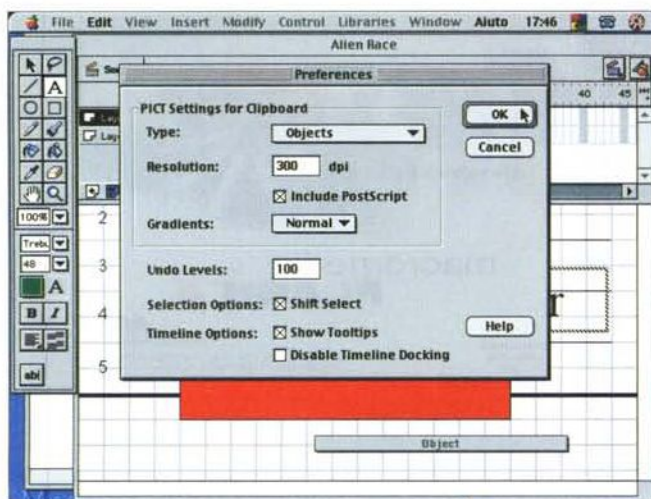 File Edit View Insert Modify Control Libraries Window Aiuto 17:46
Alien Race
Preferences
40 45
PICT Settings for Clipboard
Type: Objects
OK
Cancel
Resolution: 300 dpi
Include PostScript
Gradients: Normal
100%
2
48
3
Undo Levels: 100
A
Selection Options: Shift Select
B I
4
Timeline Options: Show Tooltips
Help
r
Disable Timeline Docking
5
abl
Object